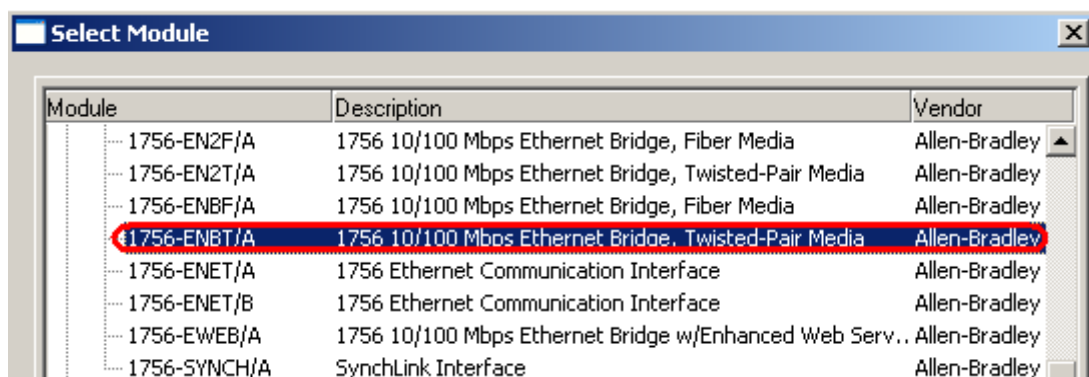 Select Module
Module Description Vendor
1756-EN2F/A 1756 10/100 Mbps Ethernet Bridge, Fiber Media Allen-Bradley
1756-EN2T/A 1756 10/100 Mbps Ethernet Bridge, Twisted-Pair Media Allen-Bradley
1756-ENBF/A 1756 10/100 Mbps Ethernet Bridge, Fiber Media Allen-Bradley
1756-ENBT/A 1756 10/100 Mbps Ethernet Bridge, Twisted-Pair Media Allen-Bradley
1756-ENET/A 1756 Ethernet Communication Interface Allen-Bradley
1756-ENET/B 1756 Ethernet Communication Interface Allen-Bradley
1756-EWEB/A 1756 10/100 Mbps Ethernet Bridge w/Enhanced Web Serv... Allen-Bradley
1756-SYNCH/A SynchLink Interface Allen-Bradley